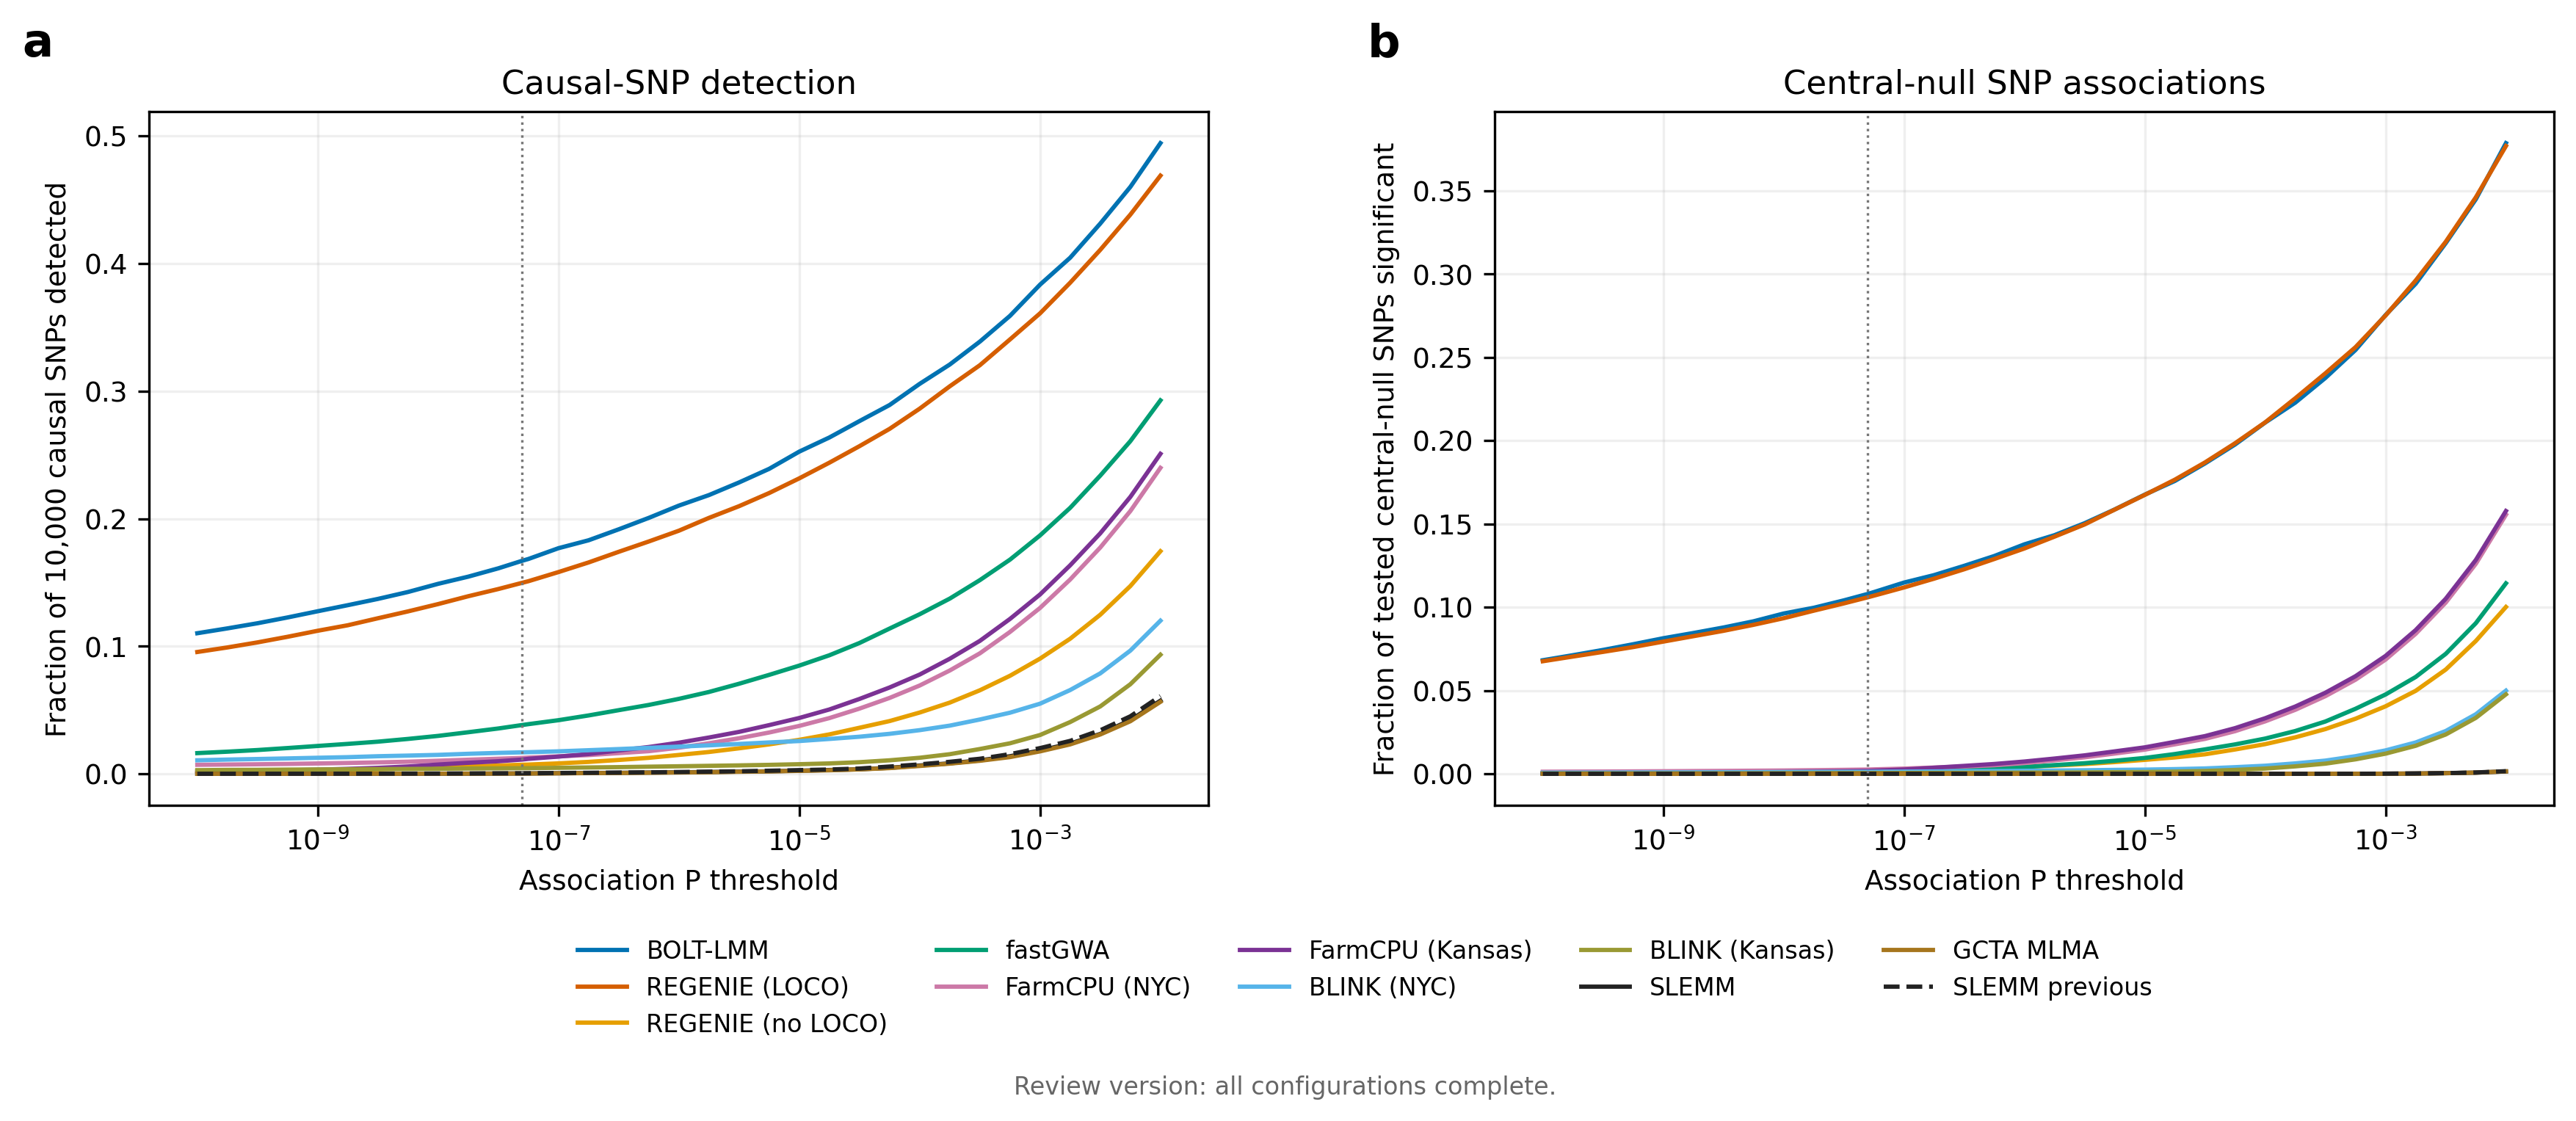 a
Causal-SNP detection
Fraction of 10,000 causal SNPs detected
0.5
0.4
0.3
0.2
0.1
0.0
10⁻⁹ 10⁻⁷ 10⁻⁵ 10⁻³
Association P threshold
b
Central-null SNP associations
Fraction of tested central-null SNPs significant
0.35
0.30
0.25
0.20
0.15
0.10
0.05
0.00
10⁻⁹ 10⁻⁷ 10⁻⁵ 10⁻³
Association P threshold
BOLT-LMM fastGWA FarmCPU (Kansas) BLINK (Kansas) GCTA MLMA
REGENIE (LOCO) FarmCPU (NYC) BLINK (NYC) SLEMM SLEMM previous
REGENIE (no LOCO)
Review version: all configurations complete.